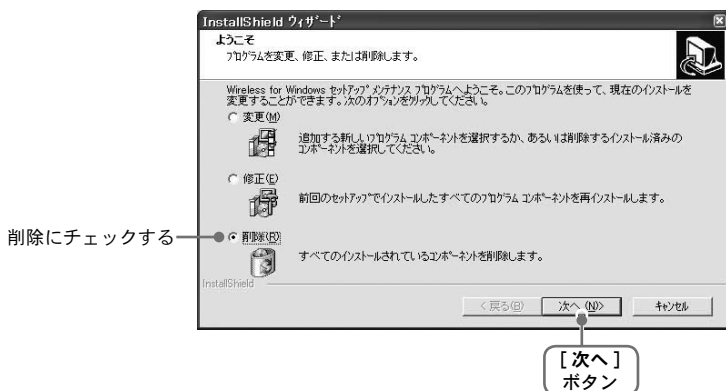 InstallShield ウィザード
ようこそ
プログラムを変更、修正、または削除します。
Wireless for Windows セットアップ メンテナンス プログラムへようこそ。このプログラムを使って、現在のインストールを
変更することができます。次のオプションをクリックしてください。
変更(M)
追加する新しいプログラム コンポーネントを選択するか、あるいは削除するインストール済みの
コンポーネントを選択してください。
修正(E)
前回のセットアップでインストールしたすべてのプログラム コンポーネントを再インストールします。
削除にチェックする
削除(R)
すべてのインストールされているコンポーネントを削除します。
InstallShield
< 戻る(B)
次へ (N)>
キャンセル
[次へ]
ボタン